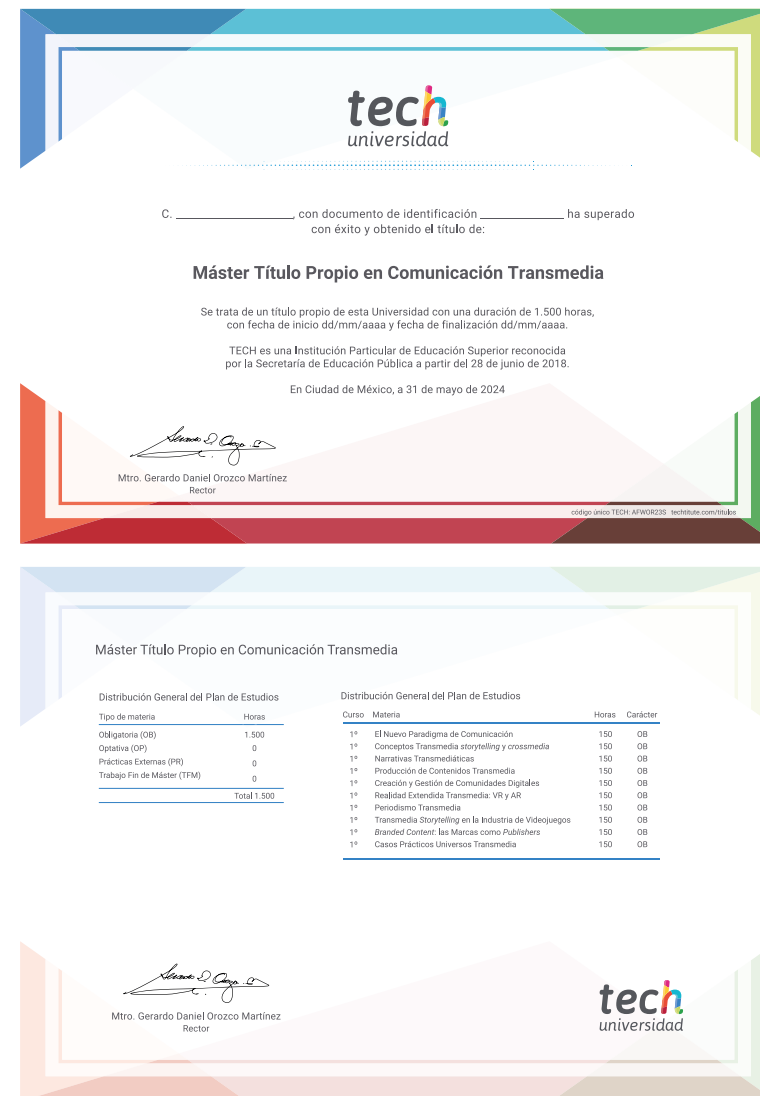 tech
universidad
C. ____________________, con documento de identificación ______________ ha superado
con éxito y obtenido el título de:
Máster Título Propio en Comunicación Transmedia
Se trata de un título propio de esta Universidad con una duración de 1.500 horas,
con fecha de inicio dd/mm/aaaa y fecha de finalización dd/mm/aaaa.
TECH es una Institución Particular de Educación Superior reconocida
por la Secretaría de Educación Pública a partir del 28 de junio de 2018.
En Ciudad de México, a 31 de mayo de 2024
Mtro. Gerardo Daniel Orozco Martínez
Rector
código único TECH: AFWOR23S techtitute.com/titulos
Máster Título Propio en Comunicación Transmedia
Distribución General del Plan de Estudios
Tipo de materia Horas
Obligatoria (OB) 1.500
Optativa (OP) 0
Prácticas Externas (PR) 0
Trabajo Fin de Máster (TFM) 0
Total 1.500
Distribución General del Plan de Estudios
Curso Materia Horas Carácter
1º El Nuevo Paradigma de Comunicación 150 OB
1º Conceptos Transmedia storytelling y crossmedia 150 OB
1º Narrativas Transmediáticas 150 OB
1º Producción de Contenidos Transmedia 150 OB
1º Creación y Gestión de Comunidades Digitales 150 OB
1º Realidad Extendida Transmedia: VR y AR 150 OB
1º Periodismo Transmedia 150 OB
1º Transmedia Storytelling en la Industria de Videojuegos 150 OB
1º Branded Content: las Marcas como Publishers 150 OB
1º Casos Prácticos Universos Transmedia 150 OB
Mtro. Gerardo Daniel Orozco Martínez
Rector
tech
universidad